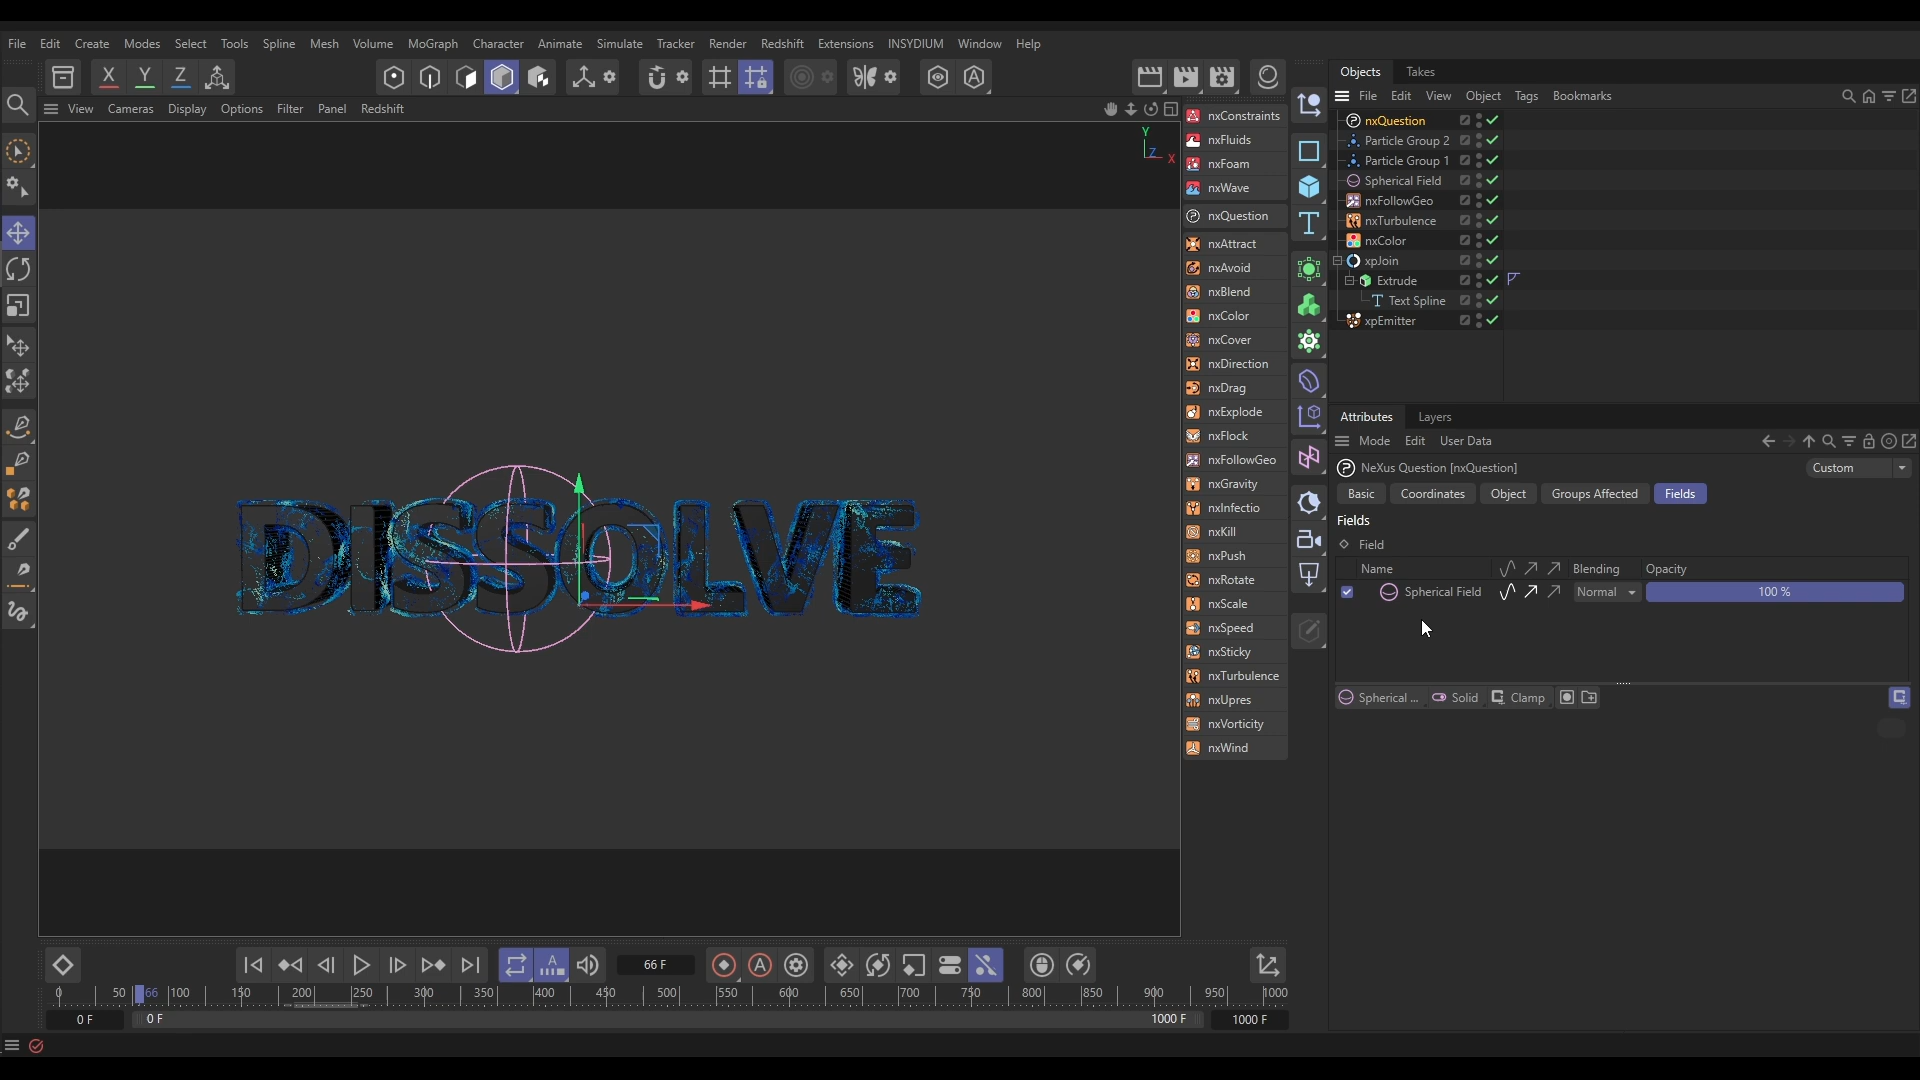 File Edit Create Modes Select Tools Spline Mesh Volume MoGraph Character Animate Simulate Tracker Render Redshift Extensions INSYDIUM Window Help
X Y Z
View Cameras Display Options Filter Panel Redshift
Y
Z X
DISSOLVE
nxConstraints
nxFluids
nxFoam
nxWave
nxQuestion
nxAttract
nxAvoid
nxBlend
nxColor
nxCover
nxDirection
nxDrag
nxExplode
nxFlock
nxFollowGeo
nxGravity
nxInfectio
nxKill
nxPush
nxRotate
nxScale
nxSpeed
nxSticky
nxTurbulence
nxUpres
nxVorticity
nxWind
Objects Takes
File Edit View Object Tags Bookmarks
nxQuestion
Particle Group 2
Particle Group 1
Spherical Field
nxFollowGeo
nxTurbulence
nxColor
xpJoin
Extrude
Text Spline
xpEmitter
Attributes Layers
Mode Edit User Data
NeXus Question [nxQuestion] Custom
Basic Coordinates Object Groups Affected Fields
Fields
Field
Name Blending Opacity
Spherical Field Normal 100 %
Spherical ... Solid Clamp
66 F
0 50 66 100 150 200 250 300 350 400 450 500 550 600 650 700 750 800 850 900 950 1000
0 F 0 F 1000 F 1000 F